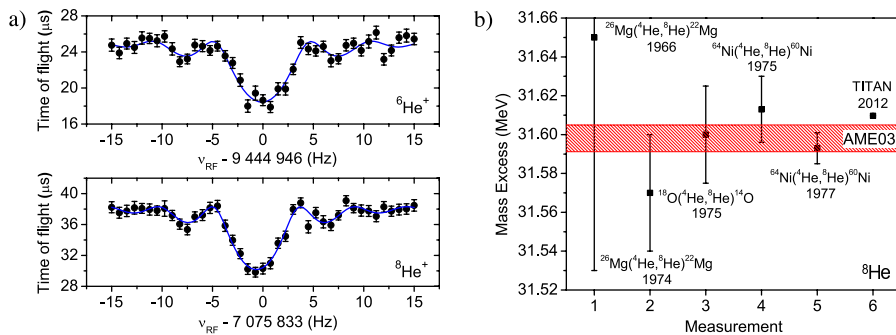 a)
Time of flight (μs)
28
24
20
16
⁶He⁺
-15 -10 -5 0 5 10 15
ν_RF - 9 444 946 (Hz)
Time of flight (μs)
40
36
32
28
⁸He⁺
-15 -10 -5 0 5 10 15
ν_RF - 7 075 833 (Hz)
b)
Mass Excess (MeV)
31.66
31.64
31.62
31.60
31.58
31.56
31.54
31.52
²⁶Mg(⁴He,⁸He)²²Mg
1966
⁶⁴Ni(⁴He,⁸He)⁶⁰Ni
1975
TITAN
2012
AME03
⁶⁴Ni(⁴He,⁸He)⁶⁰Ni
1977
¹⁸O(⁴He,⁸He)¹⁴O
1975
²⁶Mg(⁴He,⁸He)²²Mg
1974
⁸He
1 2 3 4 5 6
Measurement